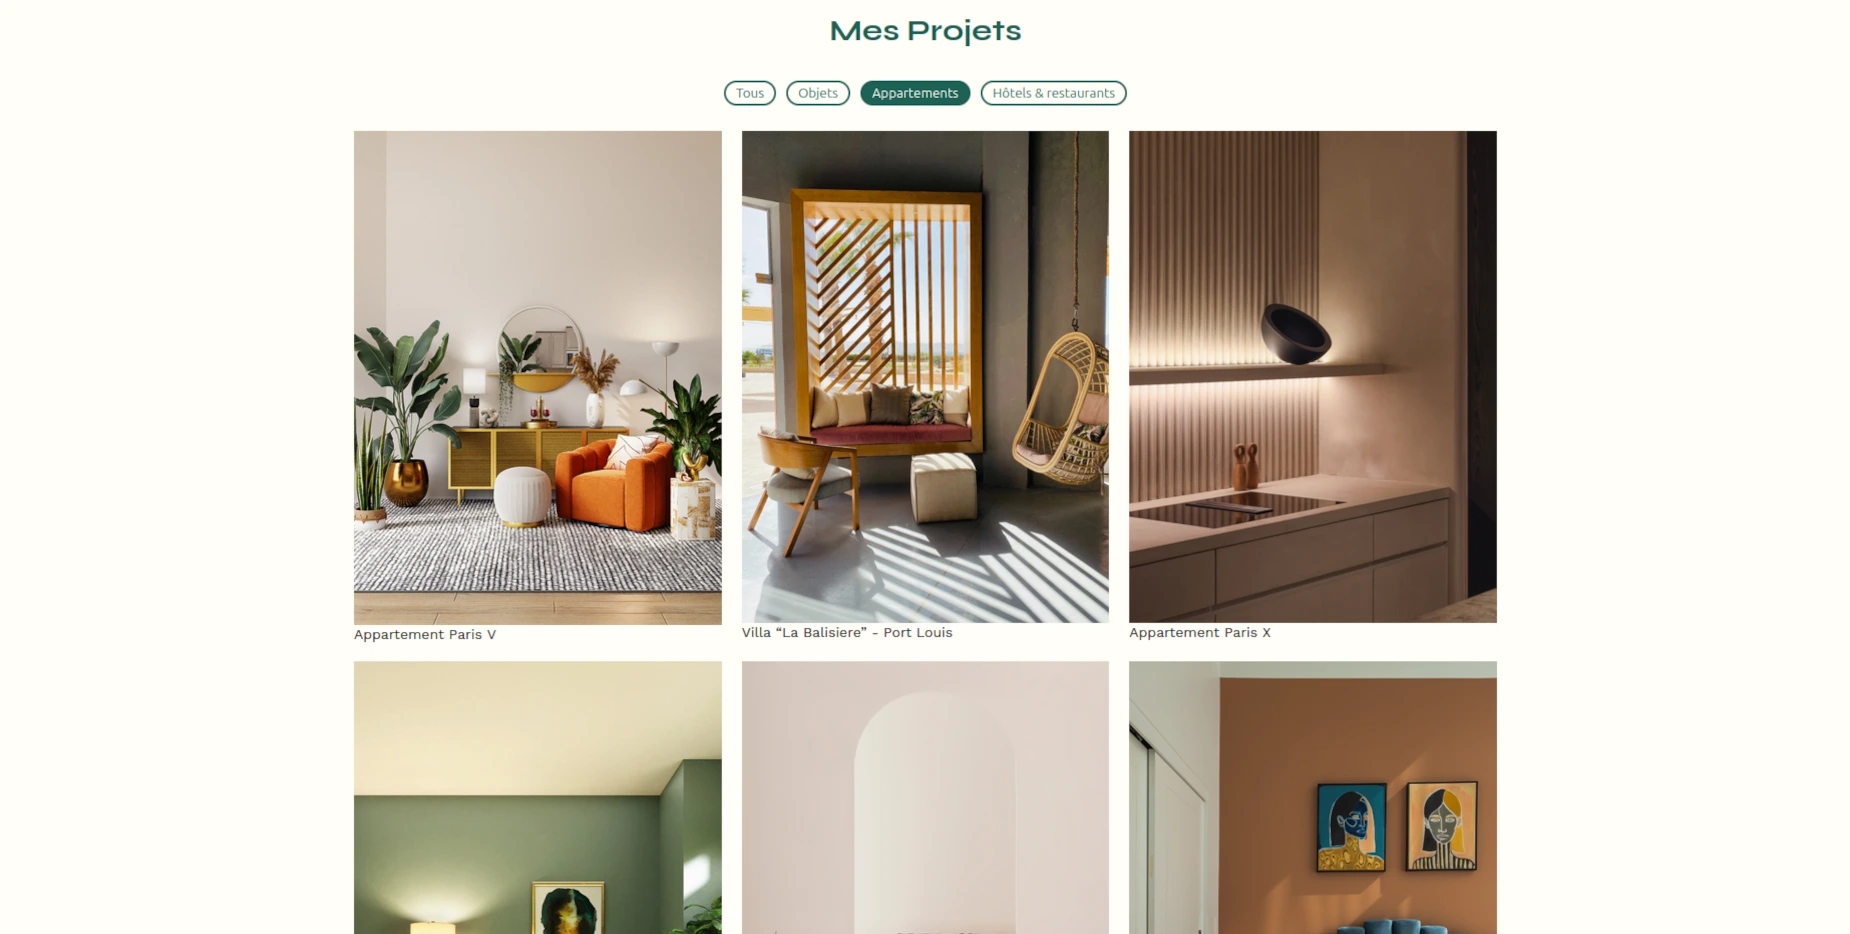 Mes Projets
Tous
Objets
Appartements
Hôtels & restaurants
Appartement Paris V
Villa “La Balisiere” - Port Louis
Appartement Paris X